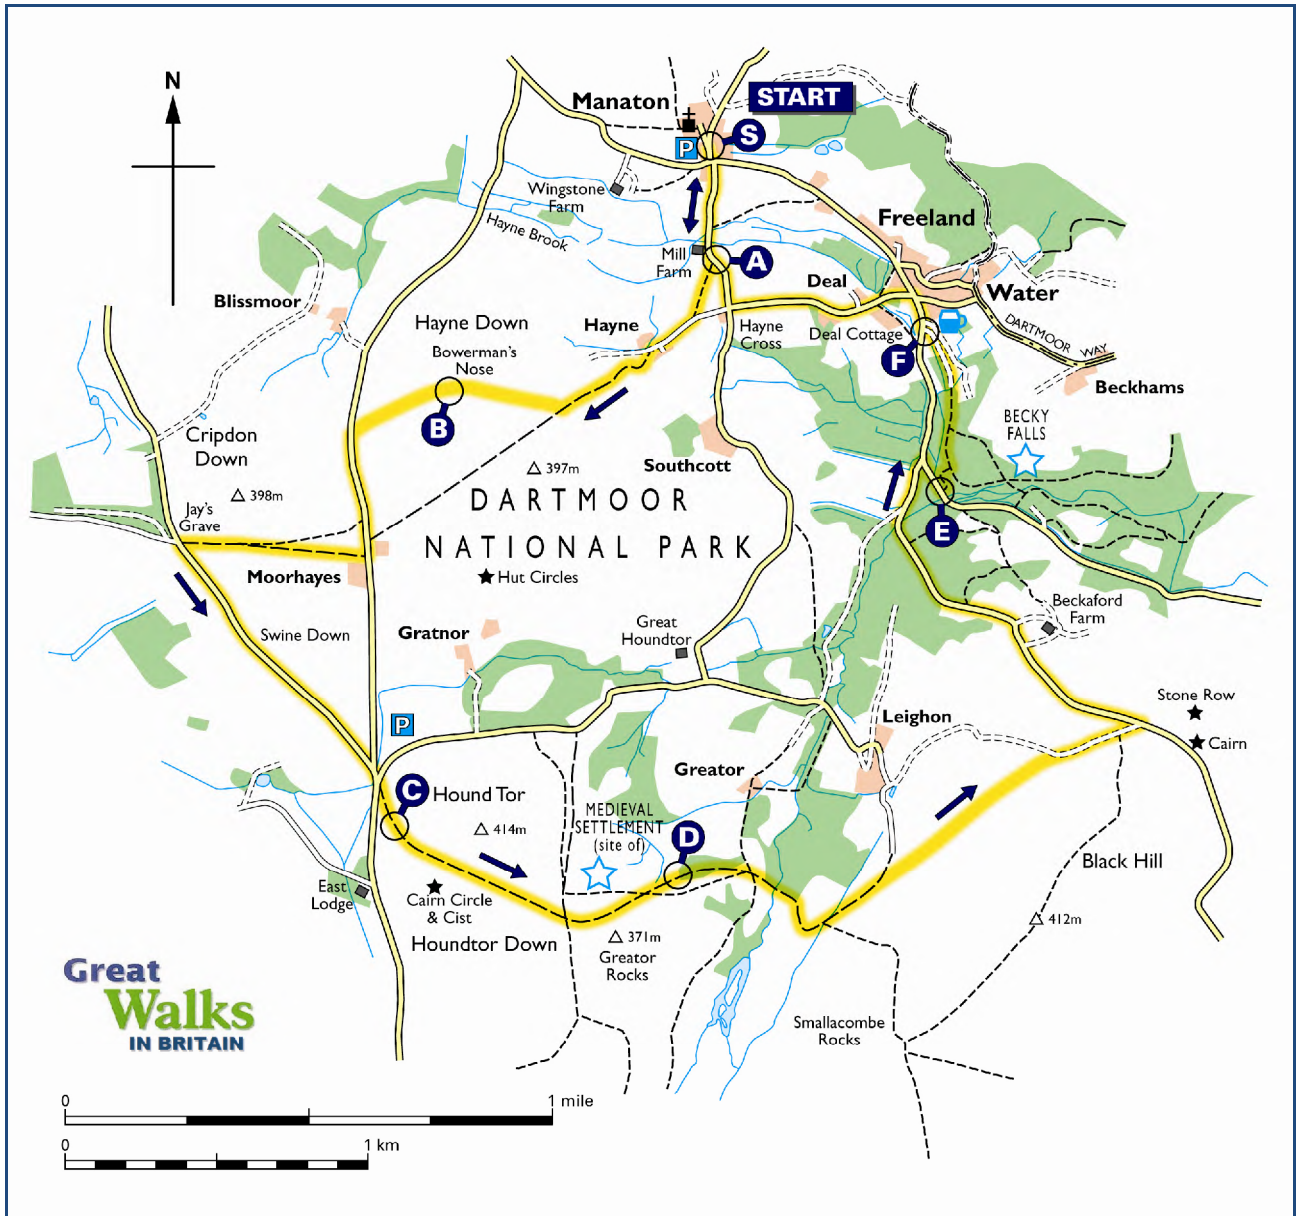 N
START
Manaton
S
P
Wingstone
Farm
Freeland
Hayne Brook
Mill
Farm
A
Deal
Water
Blissmoor
Hayne Down
Hayne
Hayne
Cross
Deal Cottage
DARTMOOR WAY
Bowerman's
Nose
F
Beckhams
B
BECKY
FALLS
Cripdon
Down
397m
Southcott
398m
DARTMOOR
NATIONAL PARK
Jay's
Grave
E
Moorhayes
Hut Circles
Beckaford
Farm
Swine Down
Gratnor
Great
Houndtor
Stone Row
P
Leighon
Cairn
Greator
C
Hound Tor
MEDIEVAL
SETTLEMENT
(site of)
414m
D
Black Hill
East
Lodge
Cairn Circle
& Cist
412m
Houndtor Down
371m
Greator
Rocks
Great
Walks
IN BRITAIN
Smallacombe
Rocks
0
1 mile
0
1 km